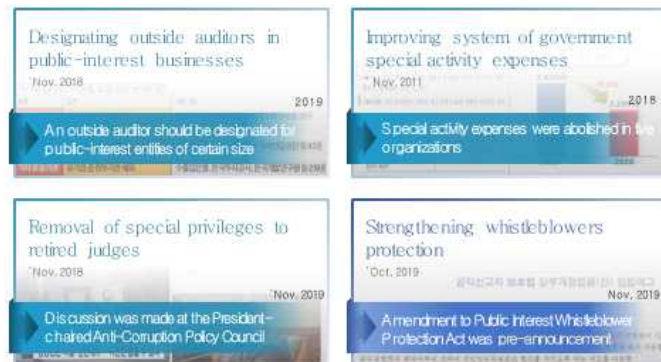 Designating outside auditors in
public-interest businesses
'Nov. 2018
2019
An outside auditor should be designated for
public-interest entities of certain size
Improving system of government
special activity expenses
' Nov. 2011
2018
Special activity expenses were abolished in five
organizations
Removal of special privileges to
retired judges
'Nov. 2018
'Nov. 2019
Discussion was made at the President-
chaired Anti-Corruption Policy Council
Strengthening whistleblowers
protection
'Oct. 2019
Nov, 2019
Amendment to Public Interest Whistleblower
Protection Act was pre-announcement